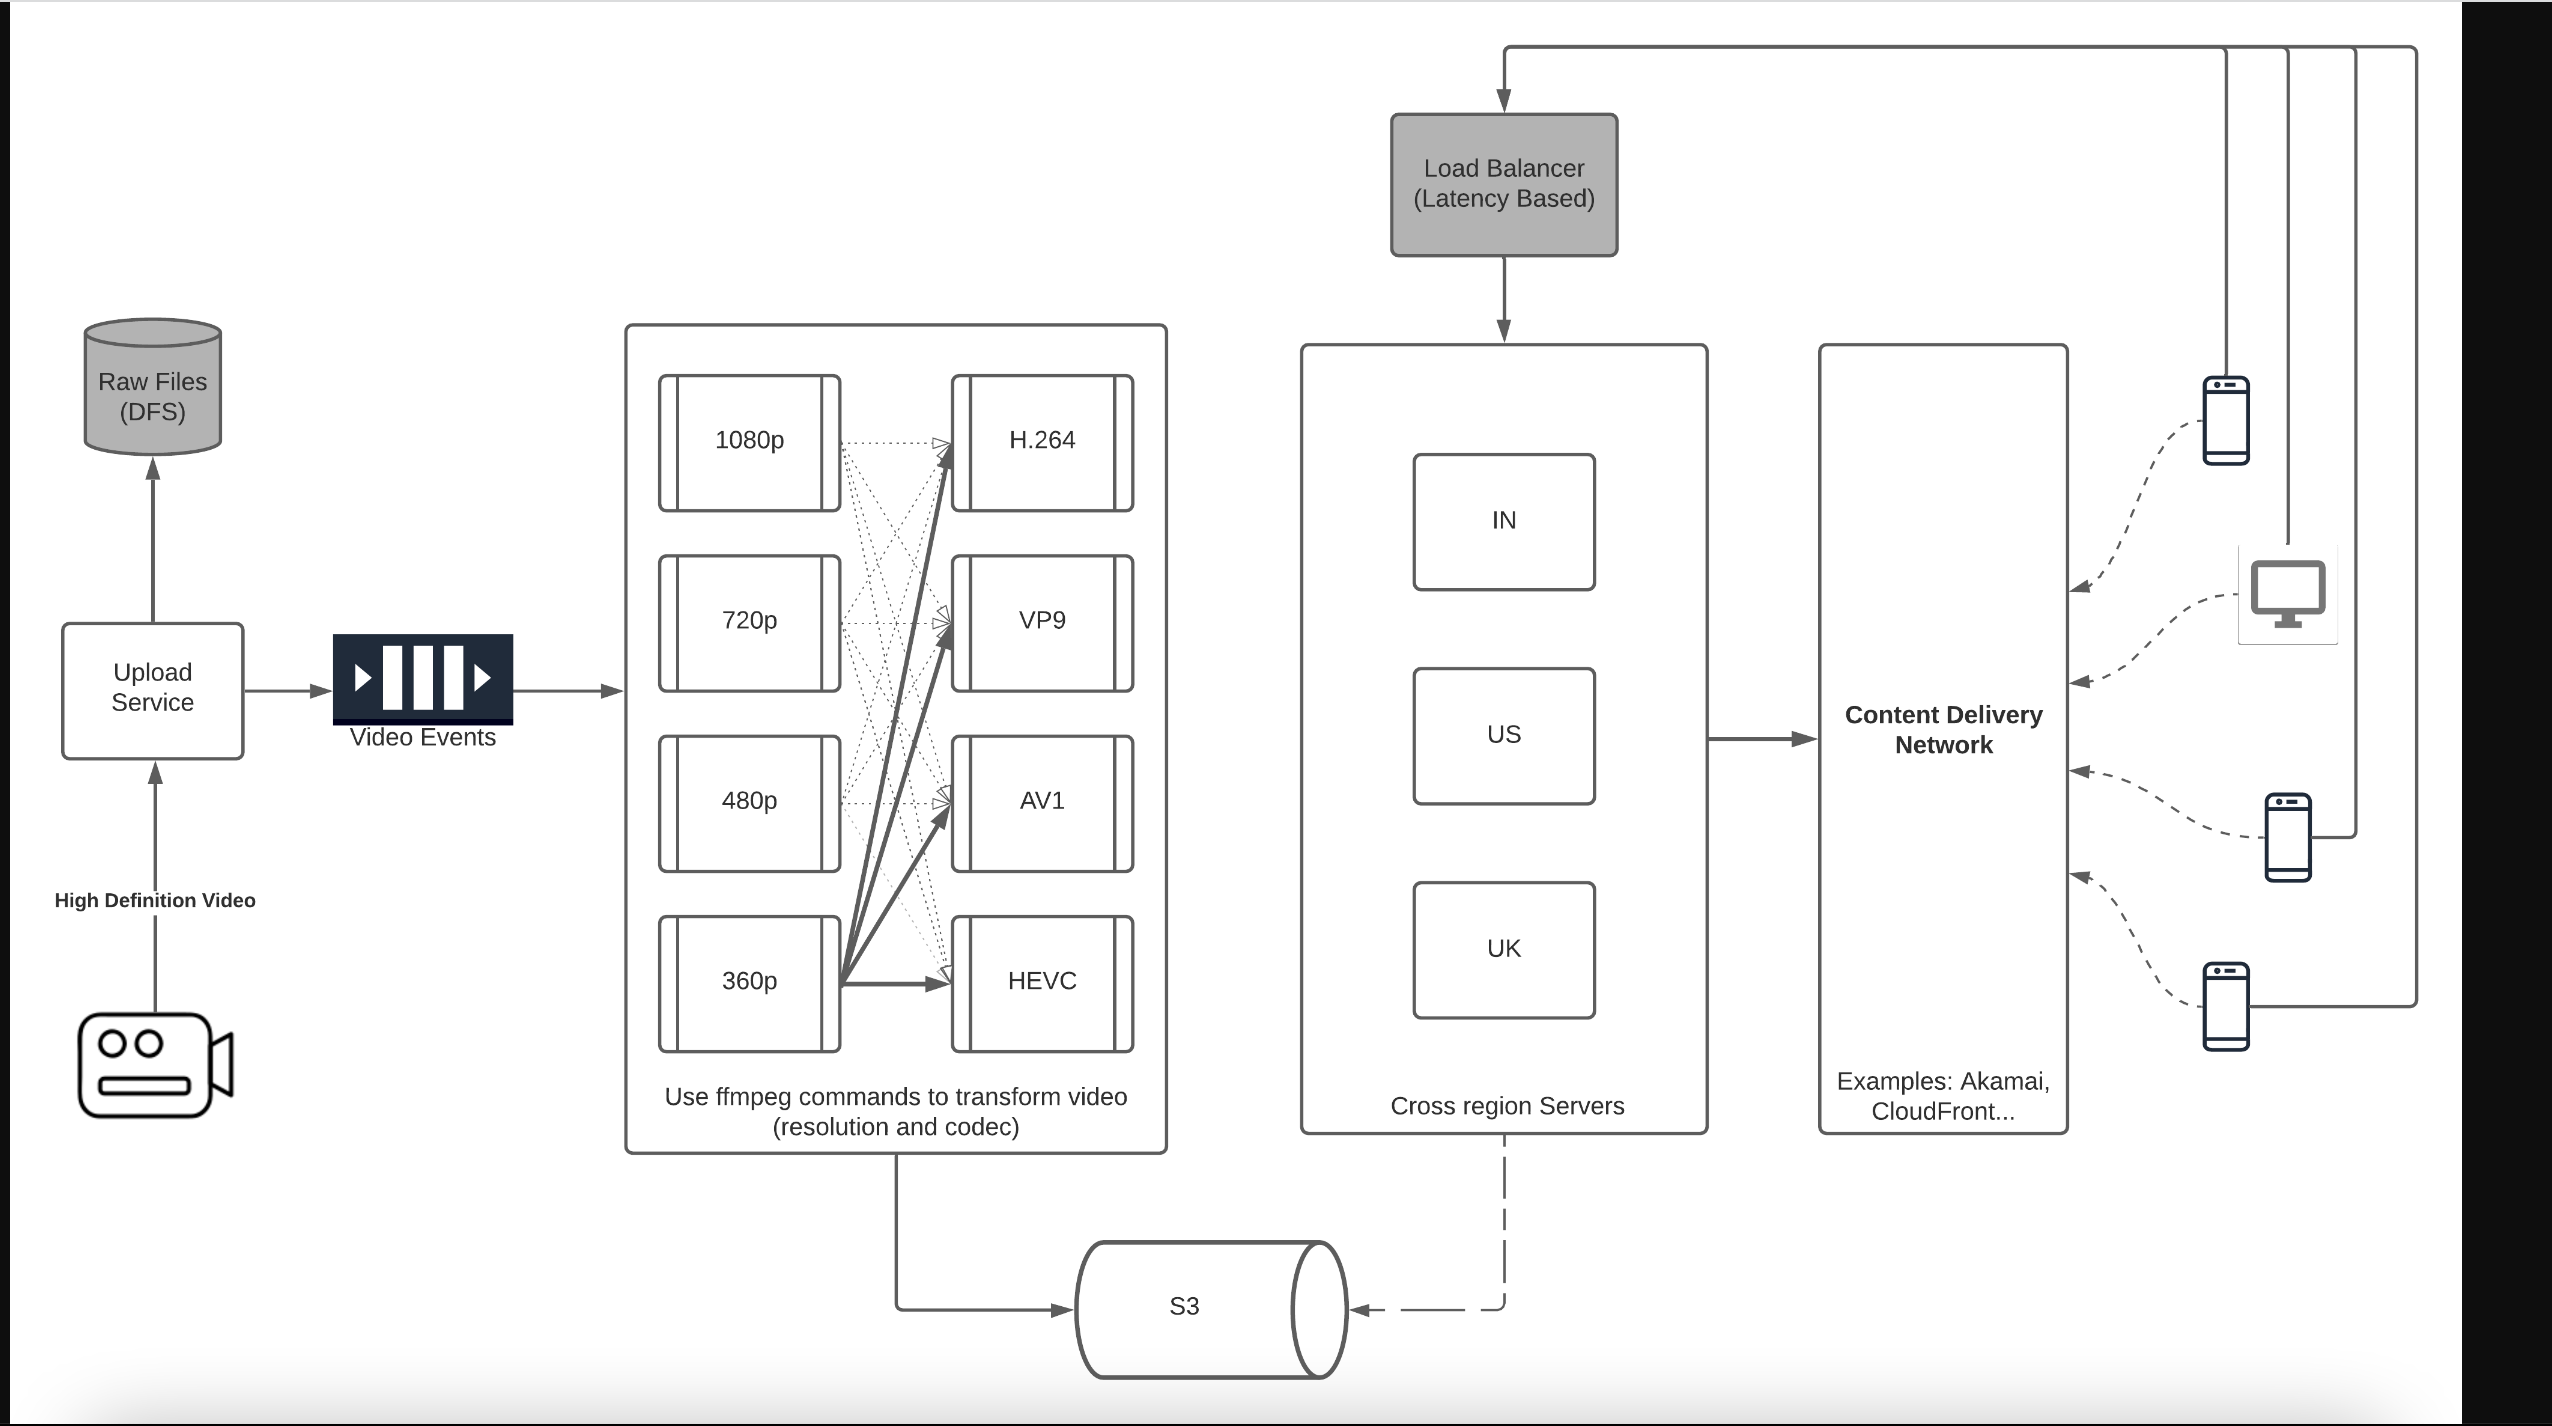 Load Balancer
(Latency Based)
Raw Files
(DFS)
Upload
Service
Video Events
High Definition Video
1080p
H.264
720p
VP9
480p
AV1
360p
HEVC
Use ffmpeg commands to transform video
(resolution and codec)
IN
US
UK
Cross region Servers
Content Delivery
Network
Examples: Akamai,
CloudFront...
S3